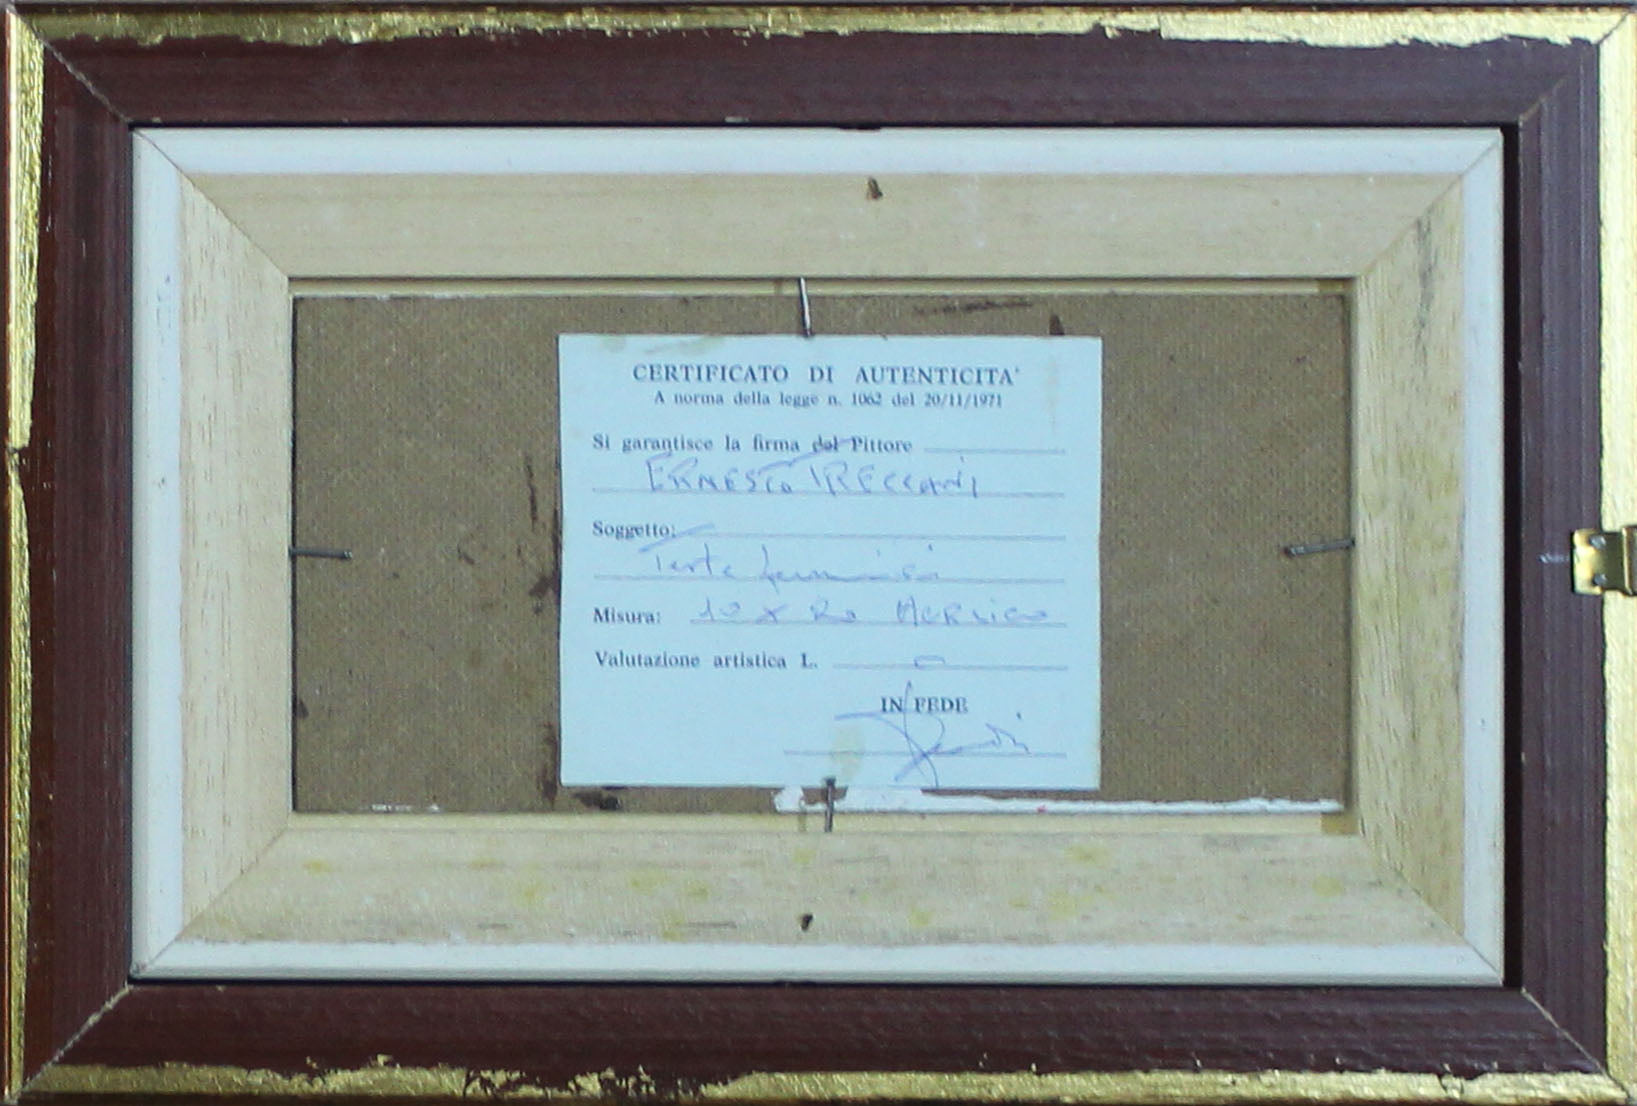 CERTIFICATO DI AUTENTICITA'
A norma della legge n. 1062 del 20/11/1971
Si garantisce la firma del Pittore
ERNESTO TRECCANI
Soggetto:
Teste femminili
Misura: 10 x 20 ACRLICO
Valutazione artistica L. —
IN FEDE